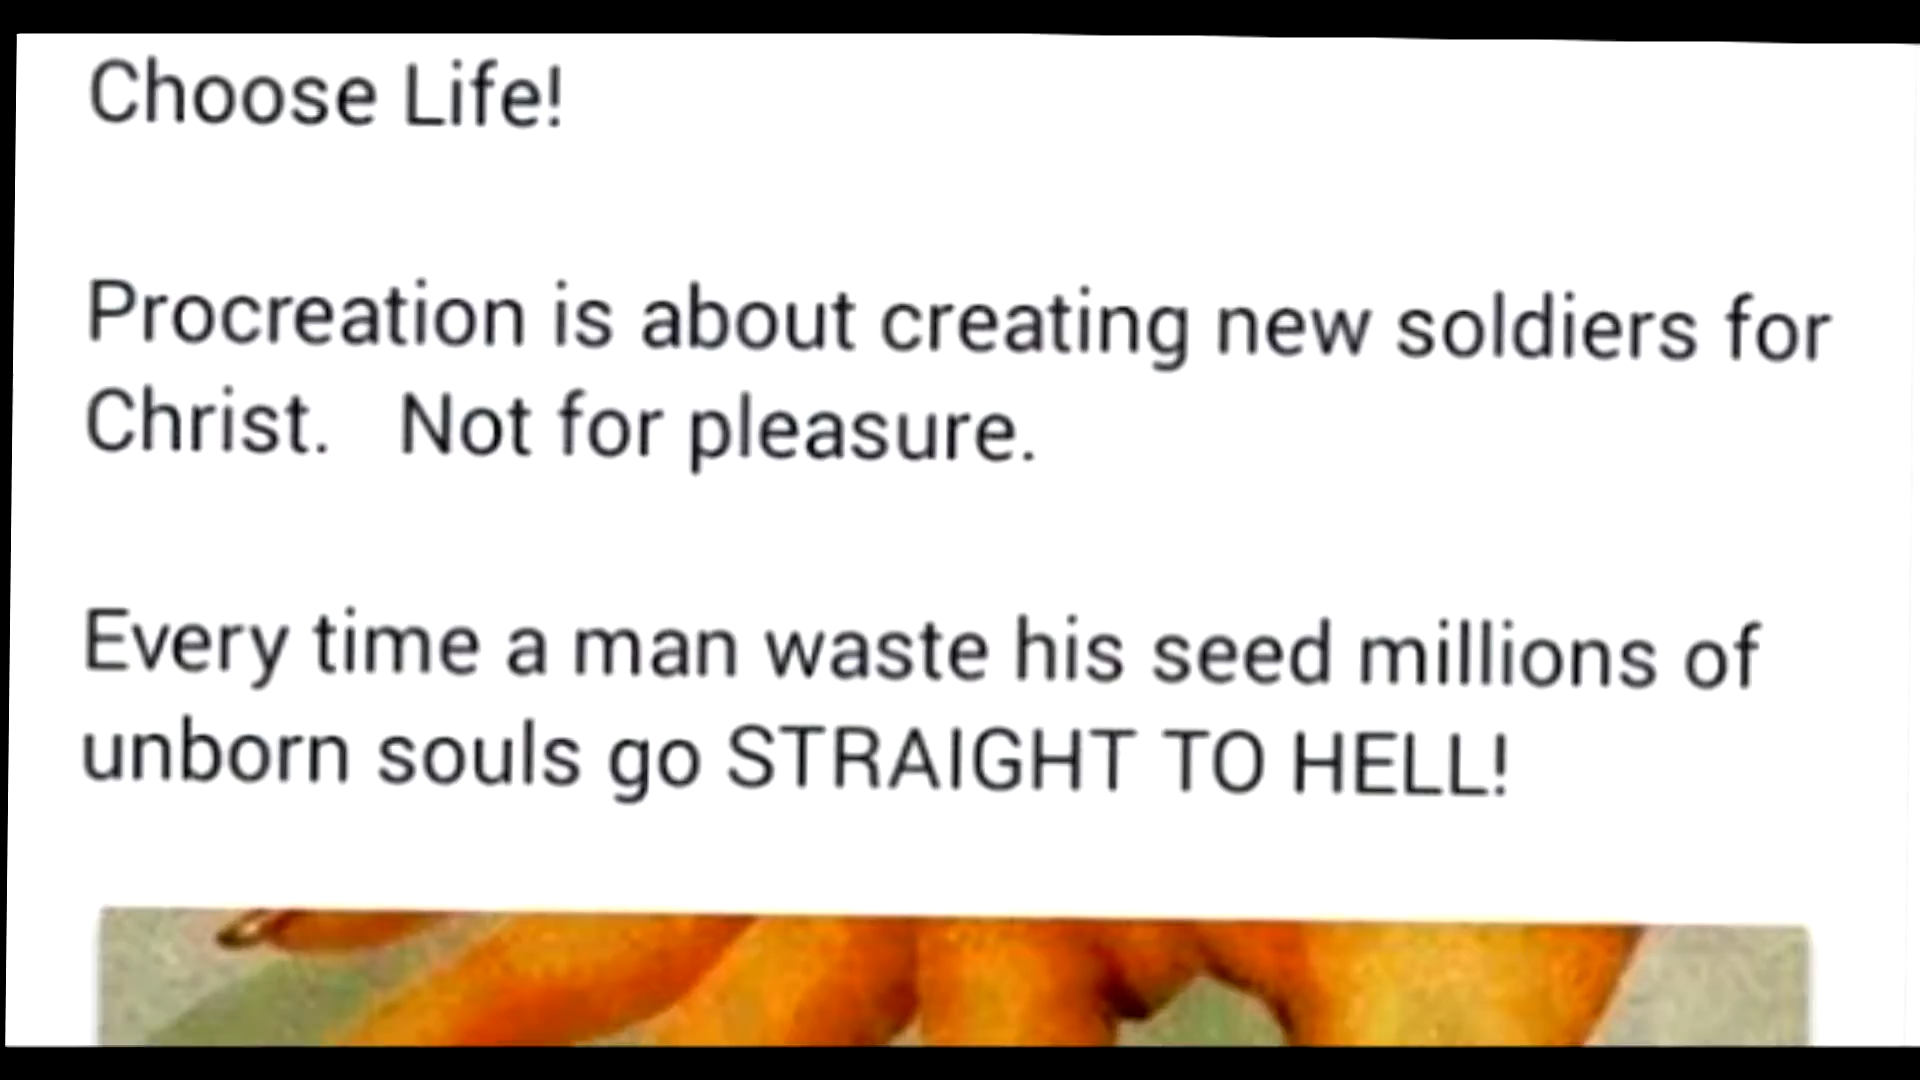 Choose Life!
Procreation is about creating new soldiers for
Christ. Not for pleasure.
Every time a man waste his seed millions of
unborn souls go STRAIGHT TO HELL!